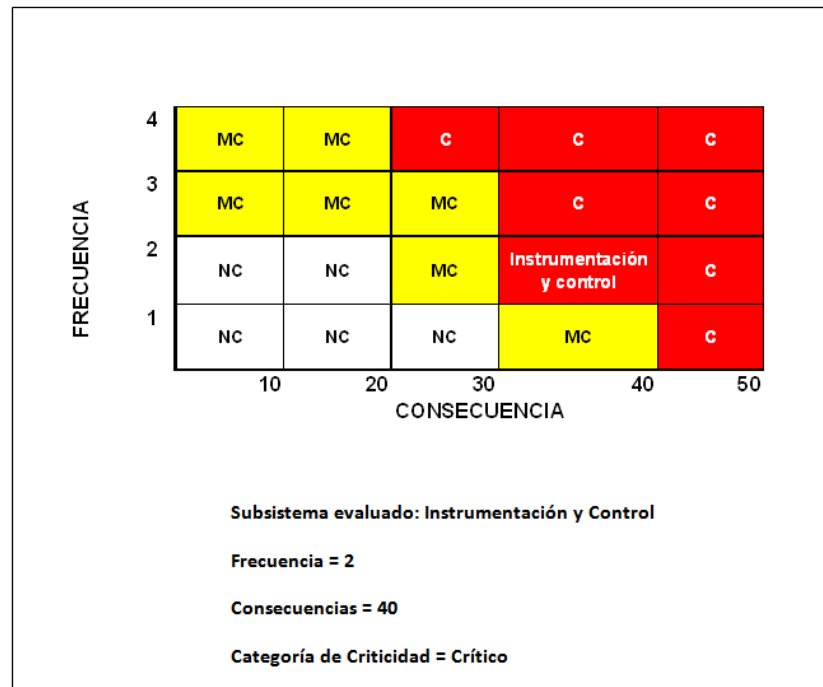 4
MC MC C C C
3
MC MC MC C C
2
NC NC MC Instrumentación
y control C
1
NC NC NC MC C
FRECUENCIA
10 20 30 40 50
CONSECUENCIA
Subsistema evaluado: Instrumentación y Control
Frecuencia = 2
Consecuencias = 40
Categoría de Criticidad = Crítico